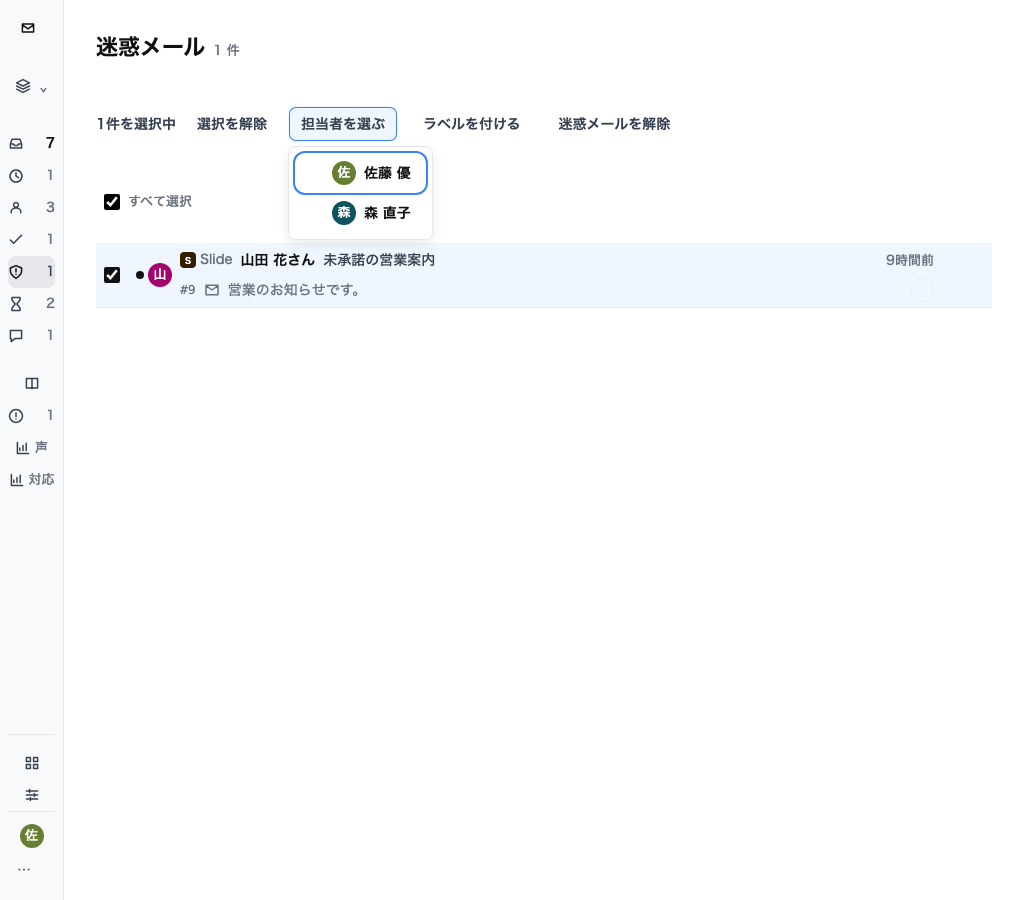 迷惑メール 1 件
1件を選択中 選択を解除 担当者を選ぶ ラベルを付ける 迷惑メールを解除
佐 佐藤 優
森 森 直子
すべて選択
山 s Slide 山田 花さん 未承諾の営業案内 9時間前
#9 営業のお知らせです。
7
1
3
1
1
2
1
1
声
対応
佐
…